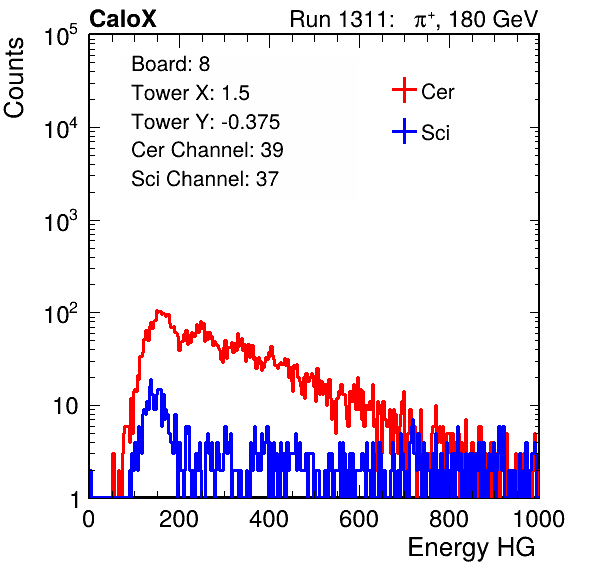 CaloX Run 1311: π⁺, 180 GeV
Counts
10⁵
10⁴
10³
10²
10
1
Board: 8
Tower X: 1.5
Tower Y: -0.375
Cer Channel: 39
Sci Channel: 37
Cer
Sci
0 200 400 600 800 1000
Energy HG